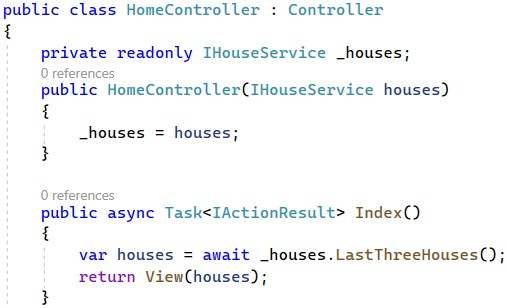 public class HomeController : Controller
{
    private readonly IHouseService _houses;
    0 references
    public HomeController(IHouseService houses)
    {
        _houses = houses;
    }

    0 references
    public async Task<IActionResult> Index()
    {
        var houses = await _houses.LastThreeHouses();
        return View(houses);
    }